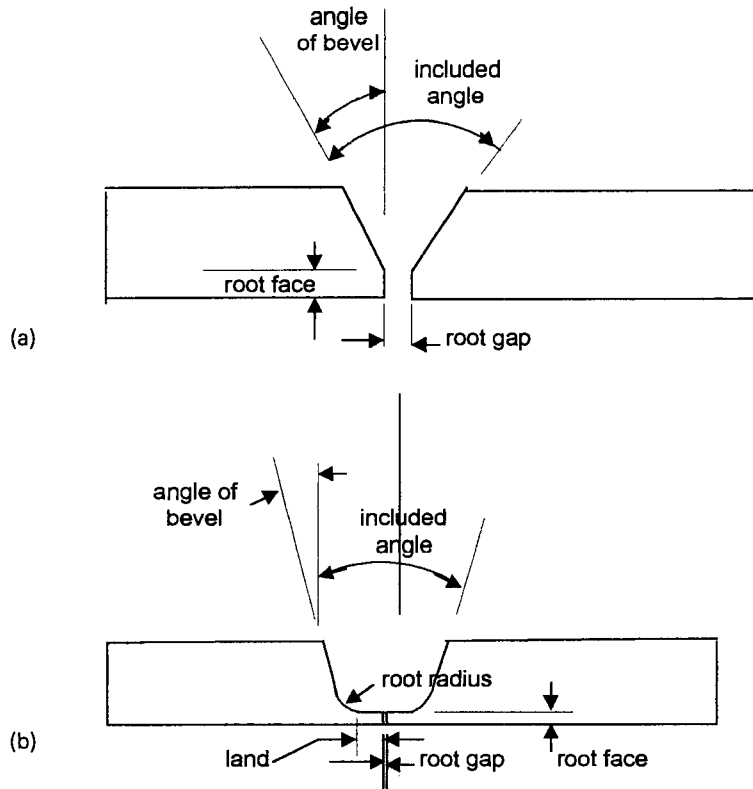 angle
of bevel
included
angle
root face
(a)
root gap
angle of
bevel
included
angle
root radius
(b)
land
root gap
root face